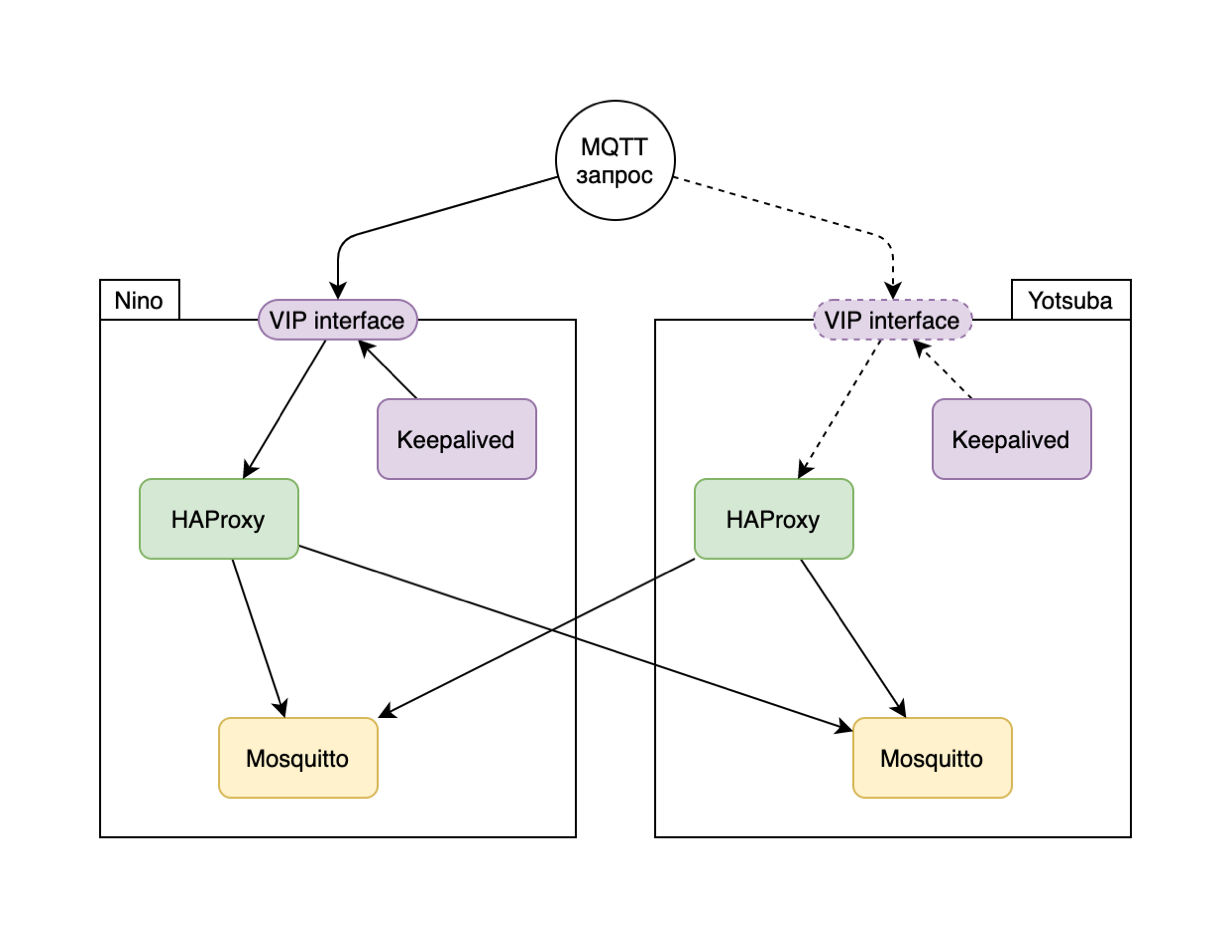 MQTT
запрос
Nino
VIP interface
Yotsuba
VIP interface
Keepalived
Keepalived
HAProxy
HAProxy
Mosquitto
Mosquitto